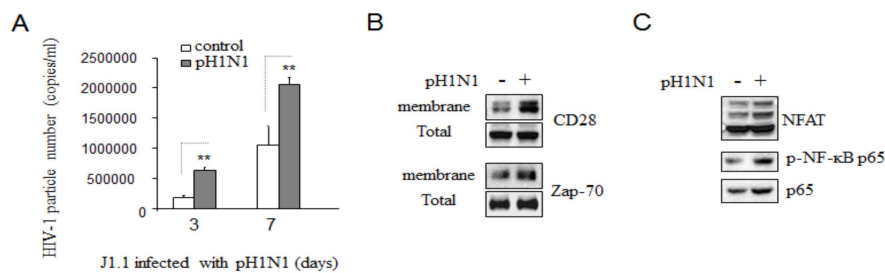 A
HIV-1 particle number (copies/ml)
2500000
2000000
1500000
1000000
500000
0
control
pH1N1
**
**
3
7
J1.1 infected with pH1N1 (days)
B
pH1N1 - +
membrane
Total
CD28
membrane
Total
Zap-70
C
pH1N1 - +
NFAT
p-NF-κB p65
p65